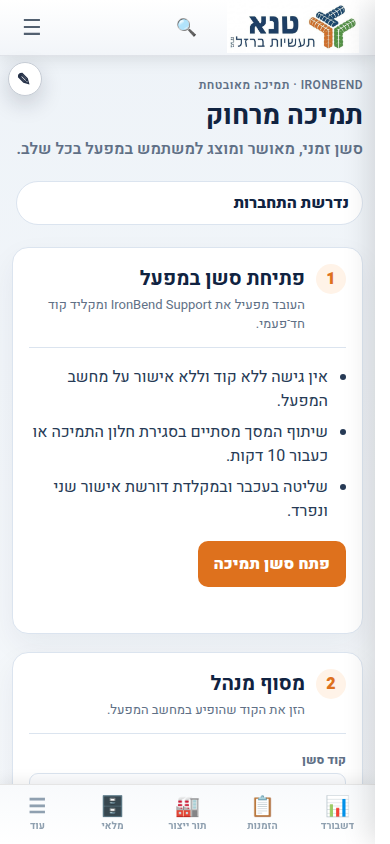 טנא
תעשיות ברזל
IRONBEND · תמיכה מאובטחת
תמיכה מרחוק
סשן זמני, מאושר ומוצג למשתמש במפעל בכל שלב.
נדרשת התחברות
1
פתיחת סשן במפעל
העובד מפעיל את IronBend Support ומקליד קוד
חד־פעמי.
אין גישה ללא קוד וללא אישור על מחשב
המפעל.
שיתוף המסך מסתיים בסגירת חלון התמיכה או
כעבור 10 דקות.
שליטה בעכבר ובמקלדת דורשת אישור שני
ונפרד.
פתח סשן תמיכה
2
מסוף מנהל
הזן את הקוד שהופיע במחשב המפעל.
קוד סשן
דשבורד
הזמנות
תור ייצור
מלאי
עוד